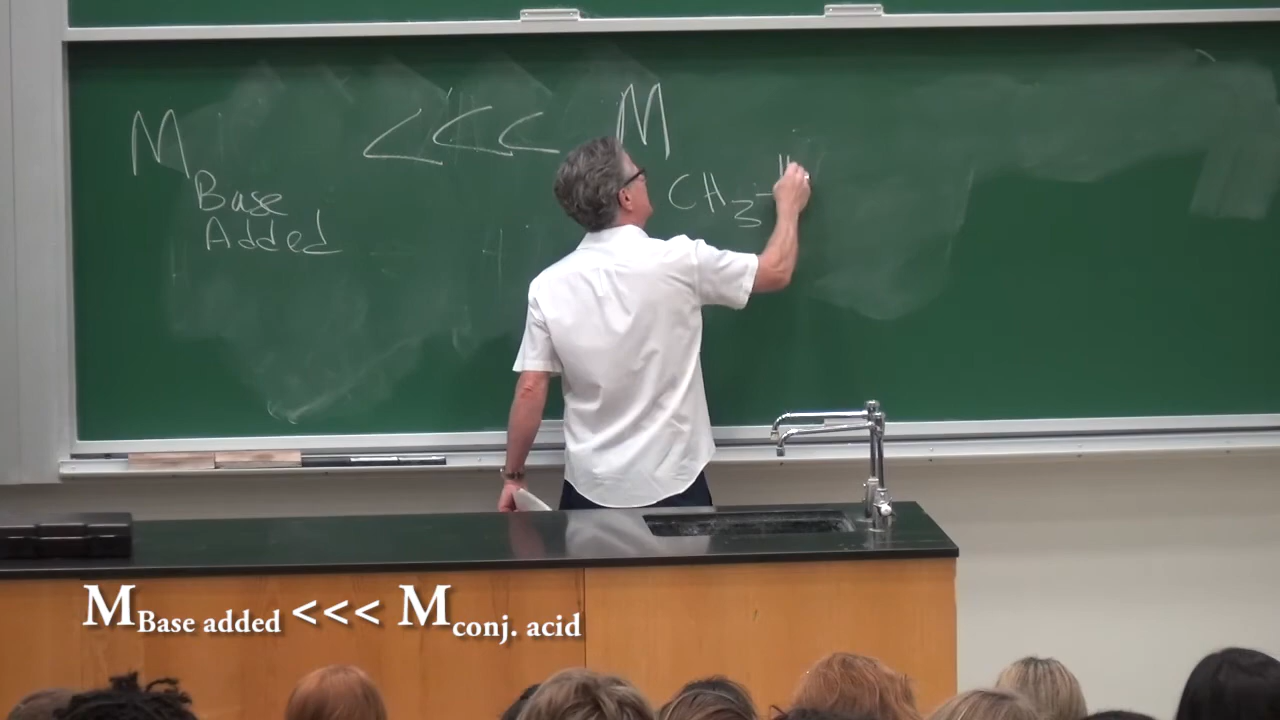 M <<< M
Base CH3-
Added
MBase added <<< Mconj. acid